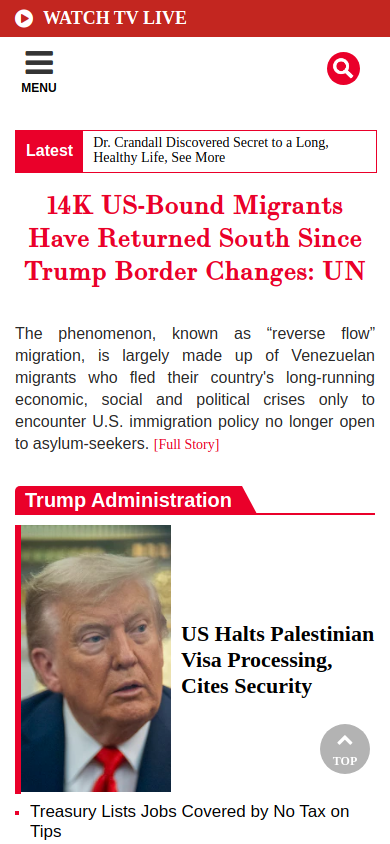 WATCH TV LIVE
MENU
Latest
Dr. Crandall Discovered Secret to a Long,
Healthy Life, See More
14K US-Bound Migrants
Have Returned South Since
Trump Border Changes: UN
The phenomenon, known as “reverse flow”
migration, is largely made up of Venezuelan
migrants who fled their country's long-running
economic, social and political crises only to
encounter U.S. immigration policy no longer open
to asylum-seekers. [Full Story]
Trump Administration
US Halts Palestinian
Visa Processing,
Cites Security
TOP
Treasury Lists Jobs Covered by No Tax on
Tips